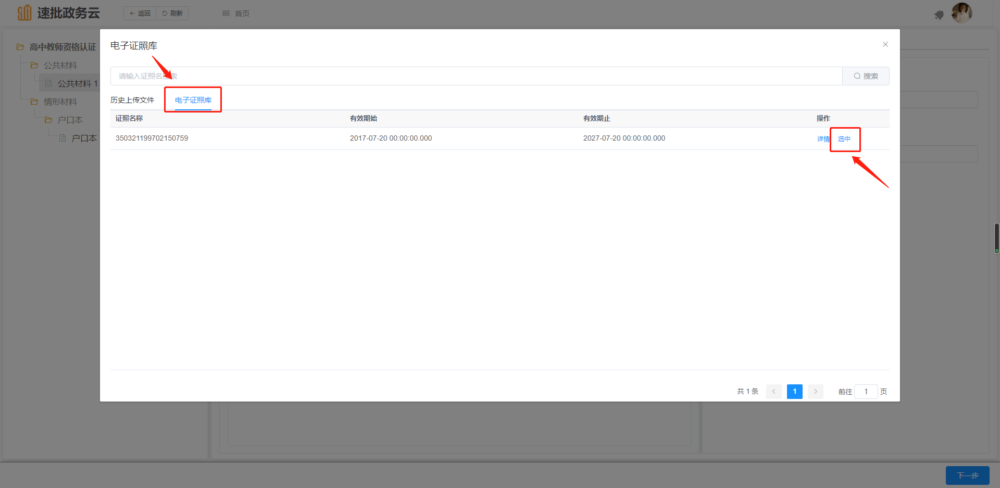 速批政务云
返回
刷新
首页
高中教师资格认证
公共材料
公共材料 1
情形材料
户口本
户口本
电子证照库
请输入证照名搜索
搜索
历史上传文件
电子证照库
证照名称
有效期始
有效期止
操作
350321199702150759
2017-07-20 00:00:00.000
2027-07-20 00:00:00.000
详情
选中
共 1 条
1
前往 1 页
下一步